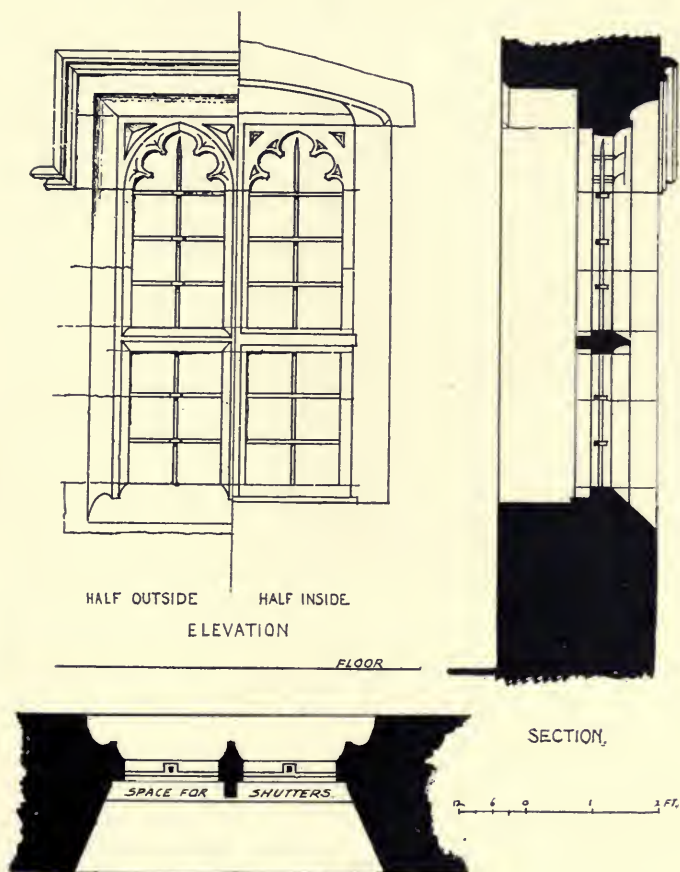 HALF OUTSIDE HALF INSIDE
ELEVATION
FLOOR
SECTION.
SPACE FOR SHUTTERS.
12 6 0 1 2 FT.